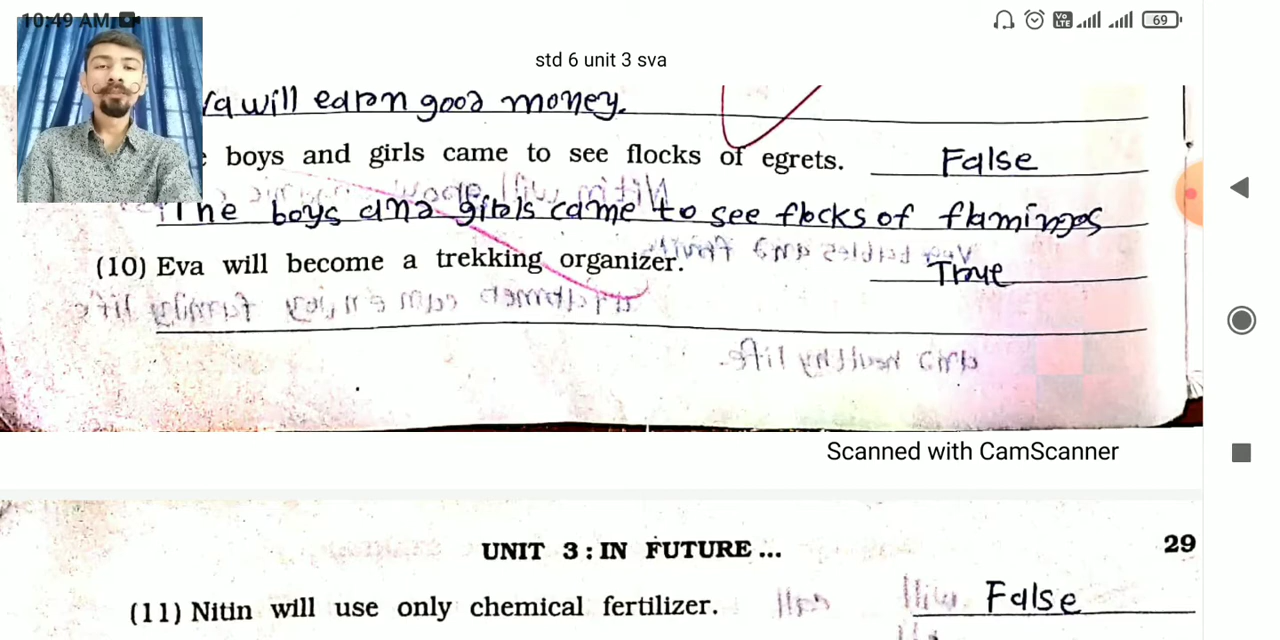 10:49 AM
Vo LTE
69
std 6 unit 3 sva
will earn good money.
boys and girls came to see flocks of egrets. False
The boys and girls came to see flocks of flamingos
(10) Eva will become a trekking organizer. True
Scanned with CamScanner
UNIT 3 : IN FUTURE ... 29
(11) Nitin will use only chemical fertilizer. False